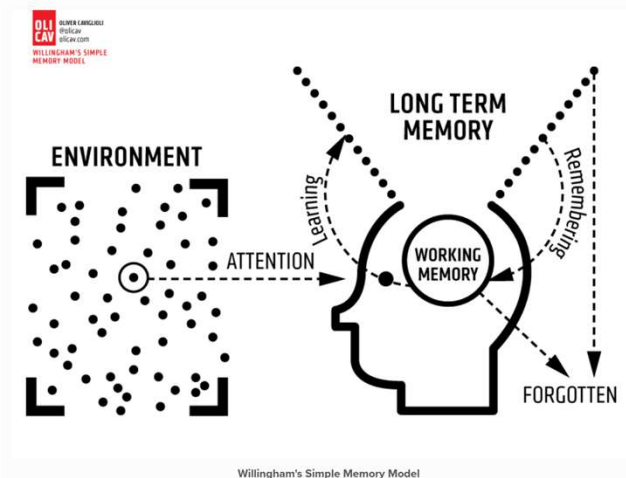 OLI
CAV
OLIVER CAVIGLIOLI
@olicav
olicav.com
WILLINGHAM'S SIMPLE
MEMORY MODEL
ENVIRONMENT
ATTENTION
LONG TERM
MEMORY
Learning
Remembering
WORKING
MEMORY
FORGOTTEN
Willingham's Simple Memory Model